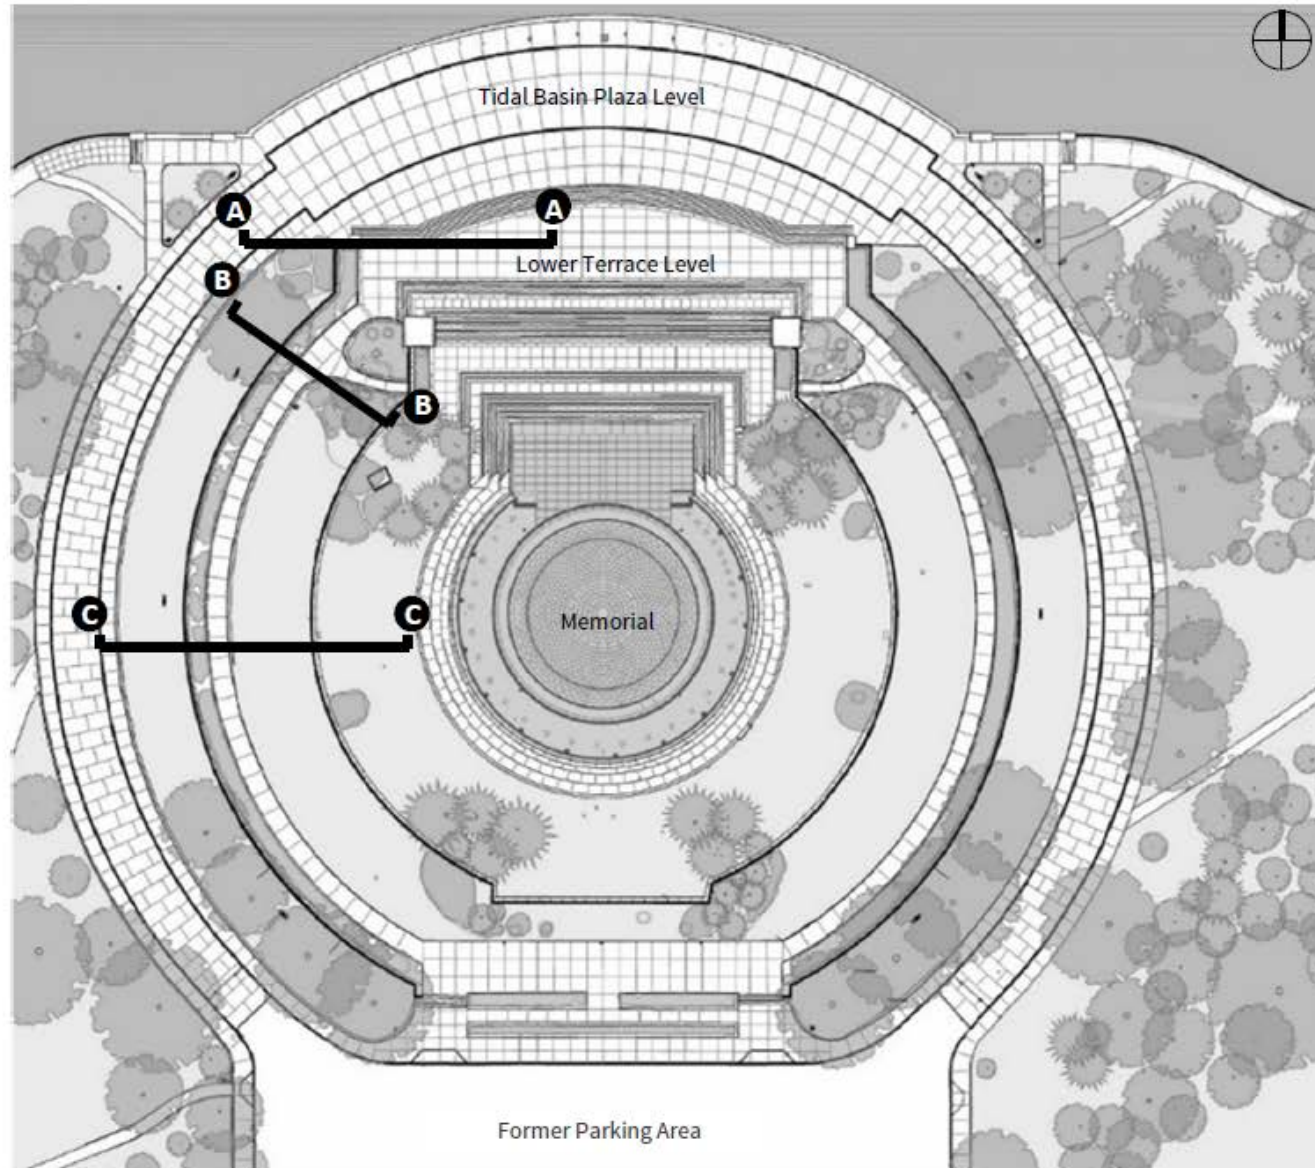 Tidal Basin Plaza Level
A
A
Lower Terrace Level
B
B
C
C
Memorial
Former Parking Area